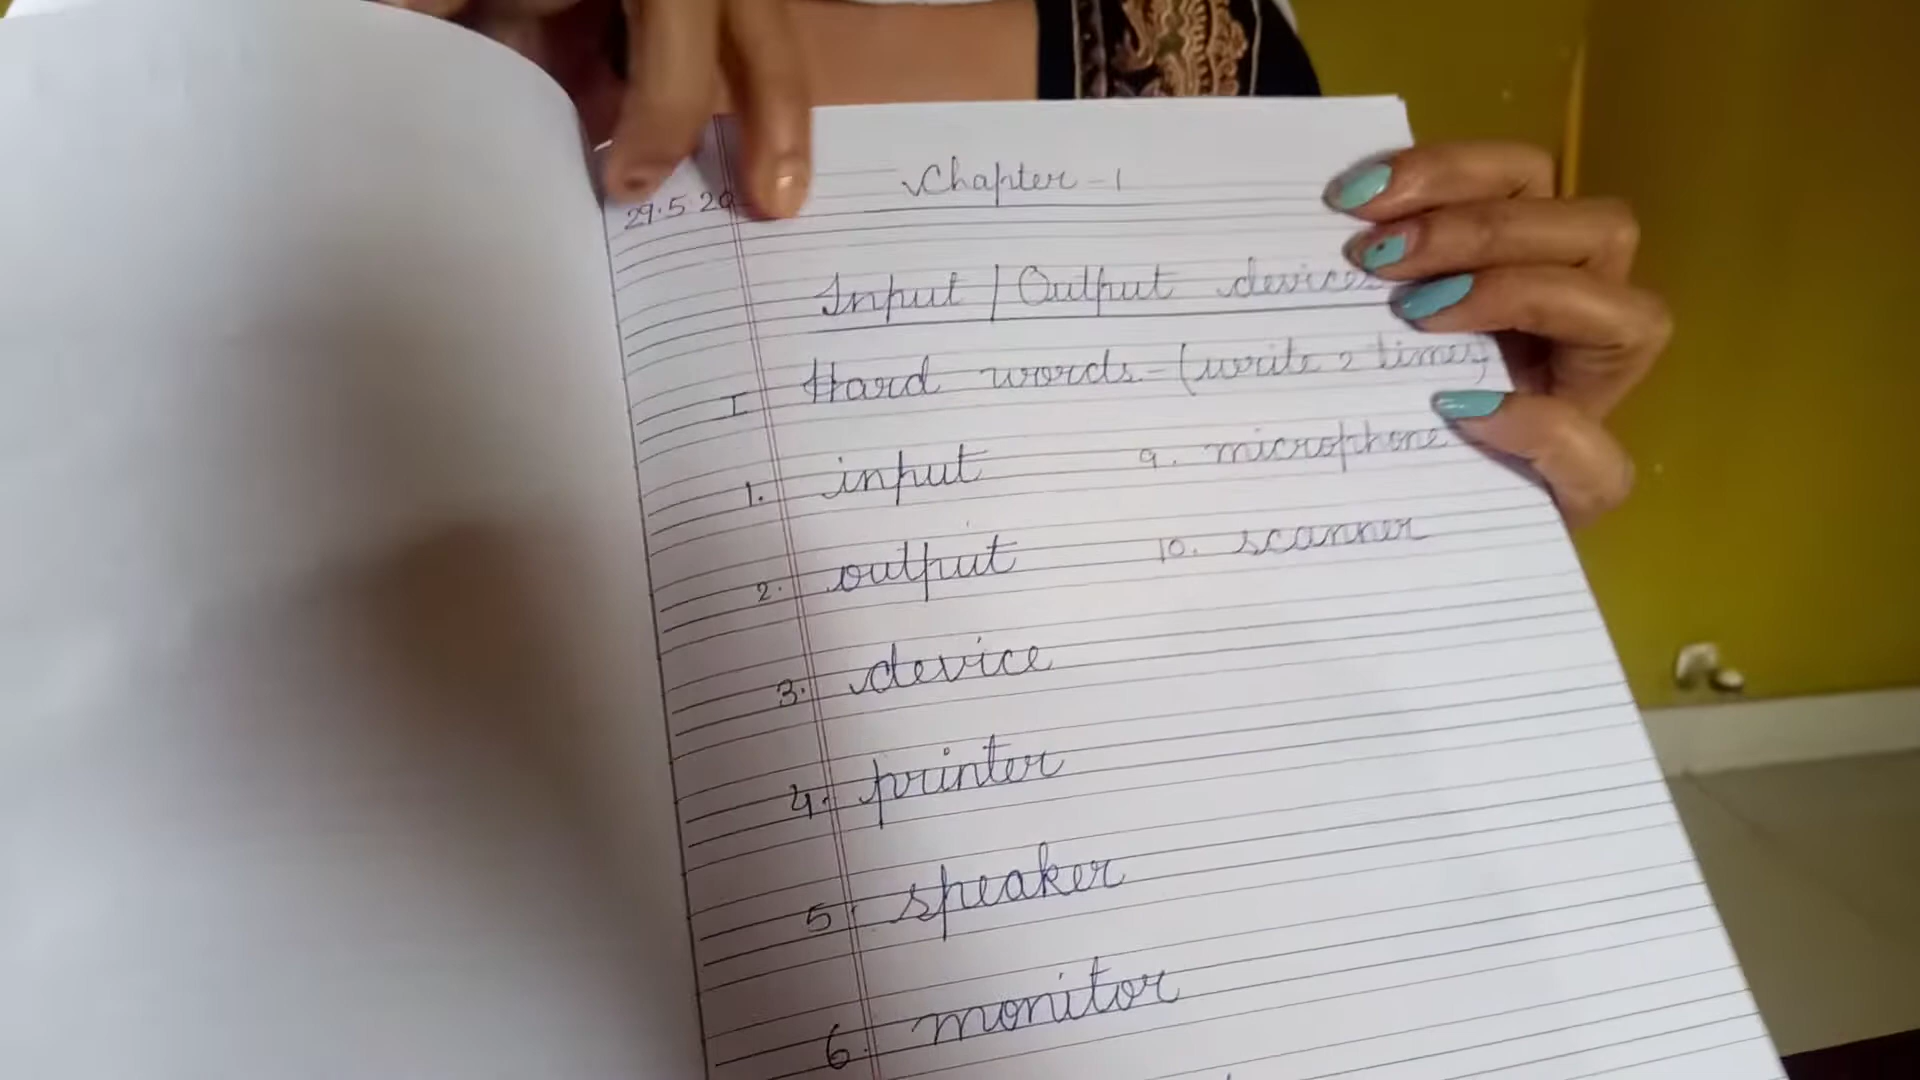 29.5.20
Chapter - 1
Input / Output devices
I Hard words - (write 2 times)
1. input
2. output
3. device
4. printer
5. speaker
6. monitor
9. microphone
10. scanner